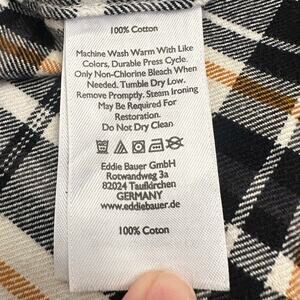 100% Cotton
Machine Wash Warm With Like
Colors, Durable Press Cycle.
Only Non-Chlorine Bleach When
Needed. Tumble Dry Low.
Remove Promptly. Steam Ironing
May Be Required For
Restoration.
Do Not Dry Clean
Eddie Bauer GmbH
Rotwandweg 3a
82024 Taufkirchen
GERMANY
www.eddiebauer.de
100% Coton